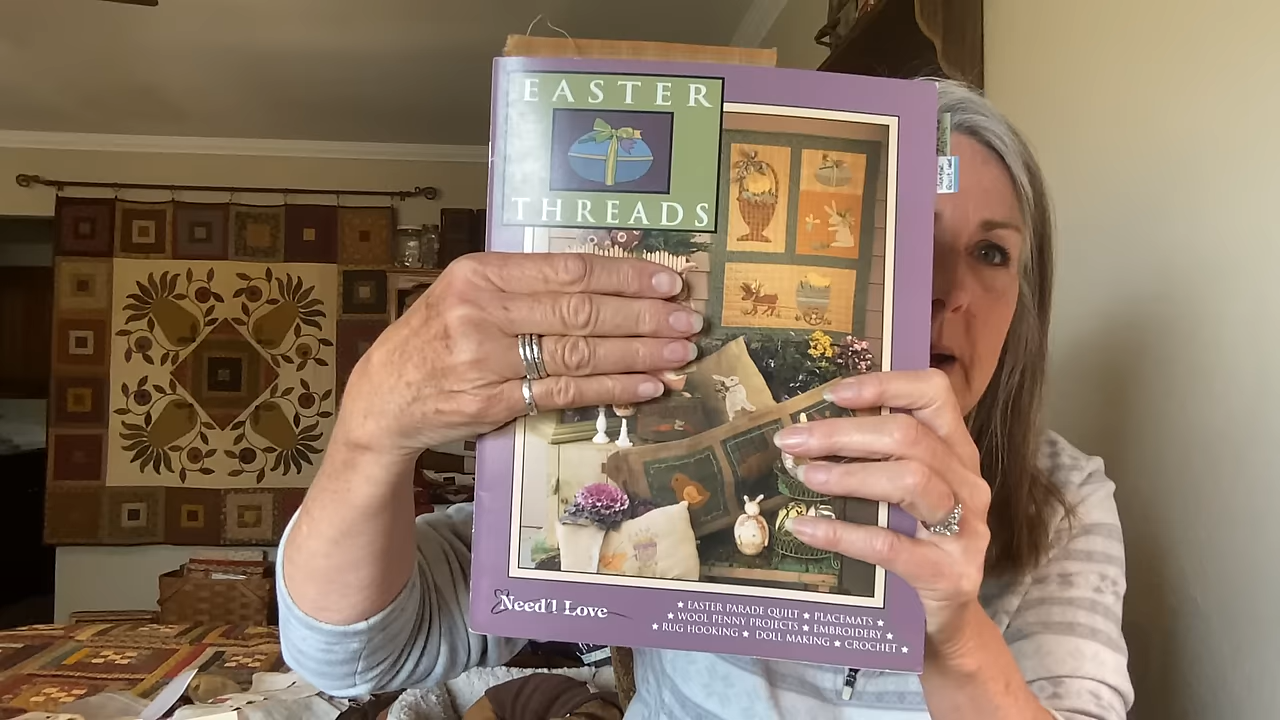 EASTER
THREADS
Need'l Love
★ EASTER PARADE QUILT ★ PLACEMATS ★
★ WOOL PENNY PROJECTS ★ EMBROIDERY ★
★ RUG HOOKING ★ DOLL MAKING ★ CROCHET ★